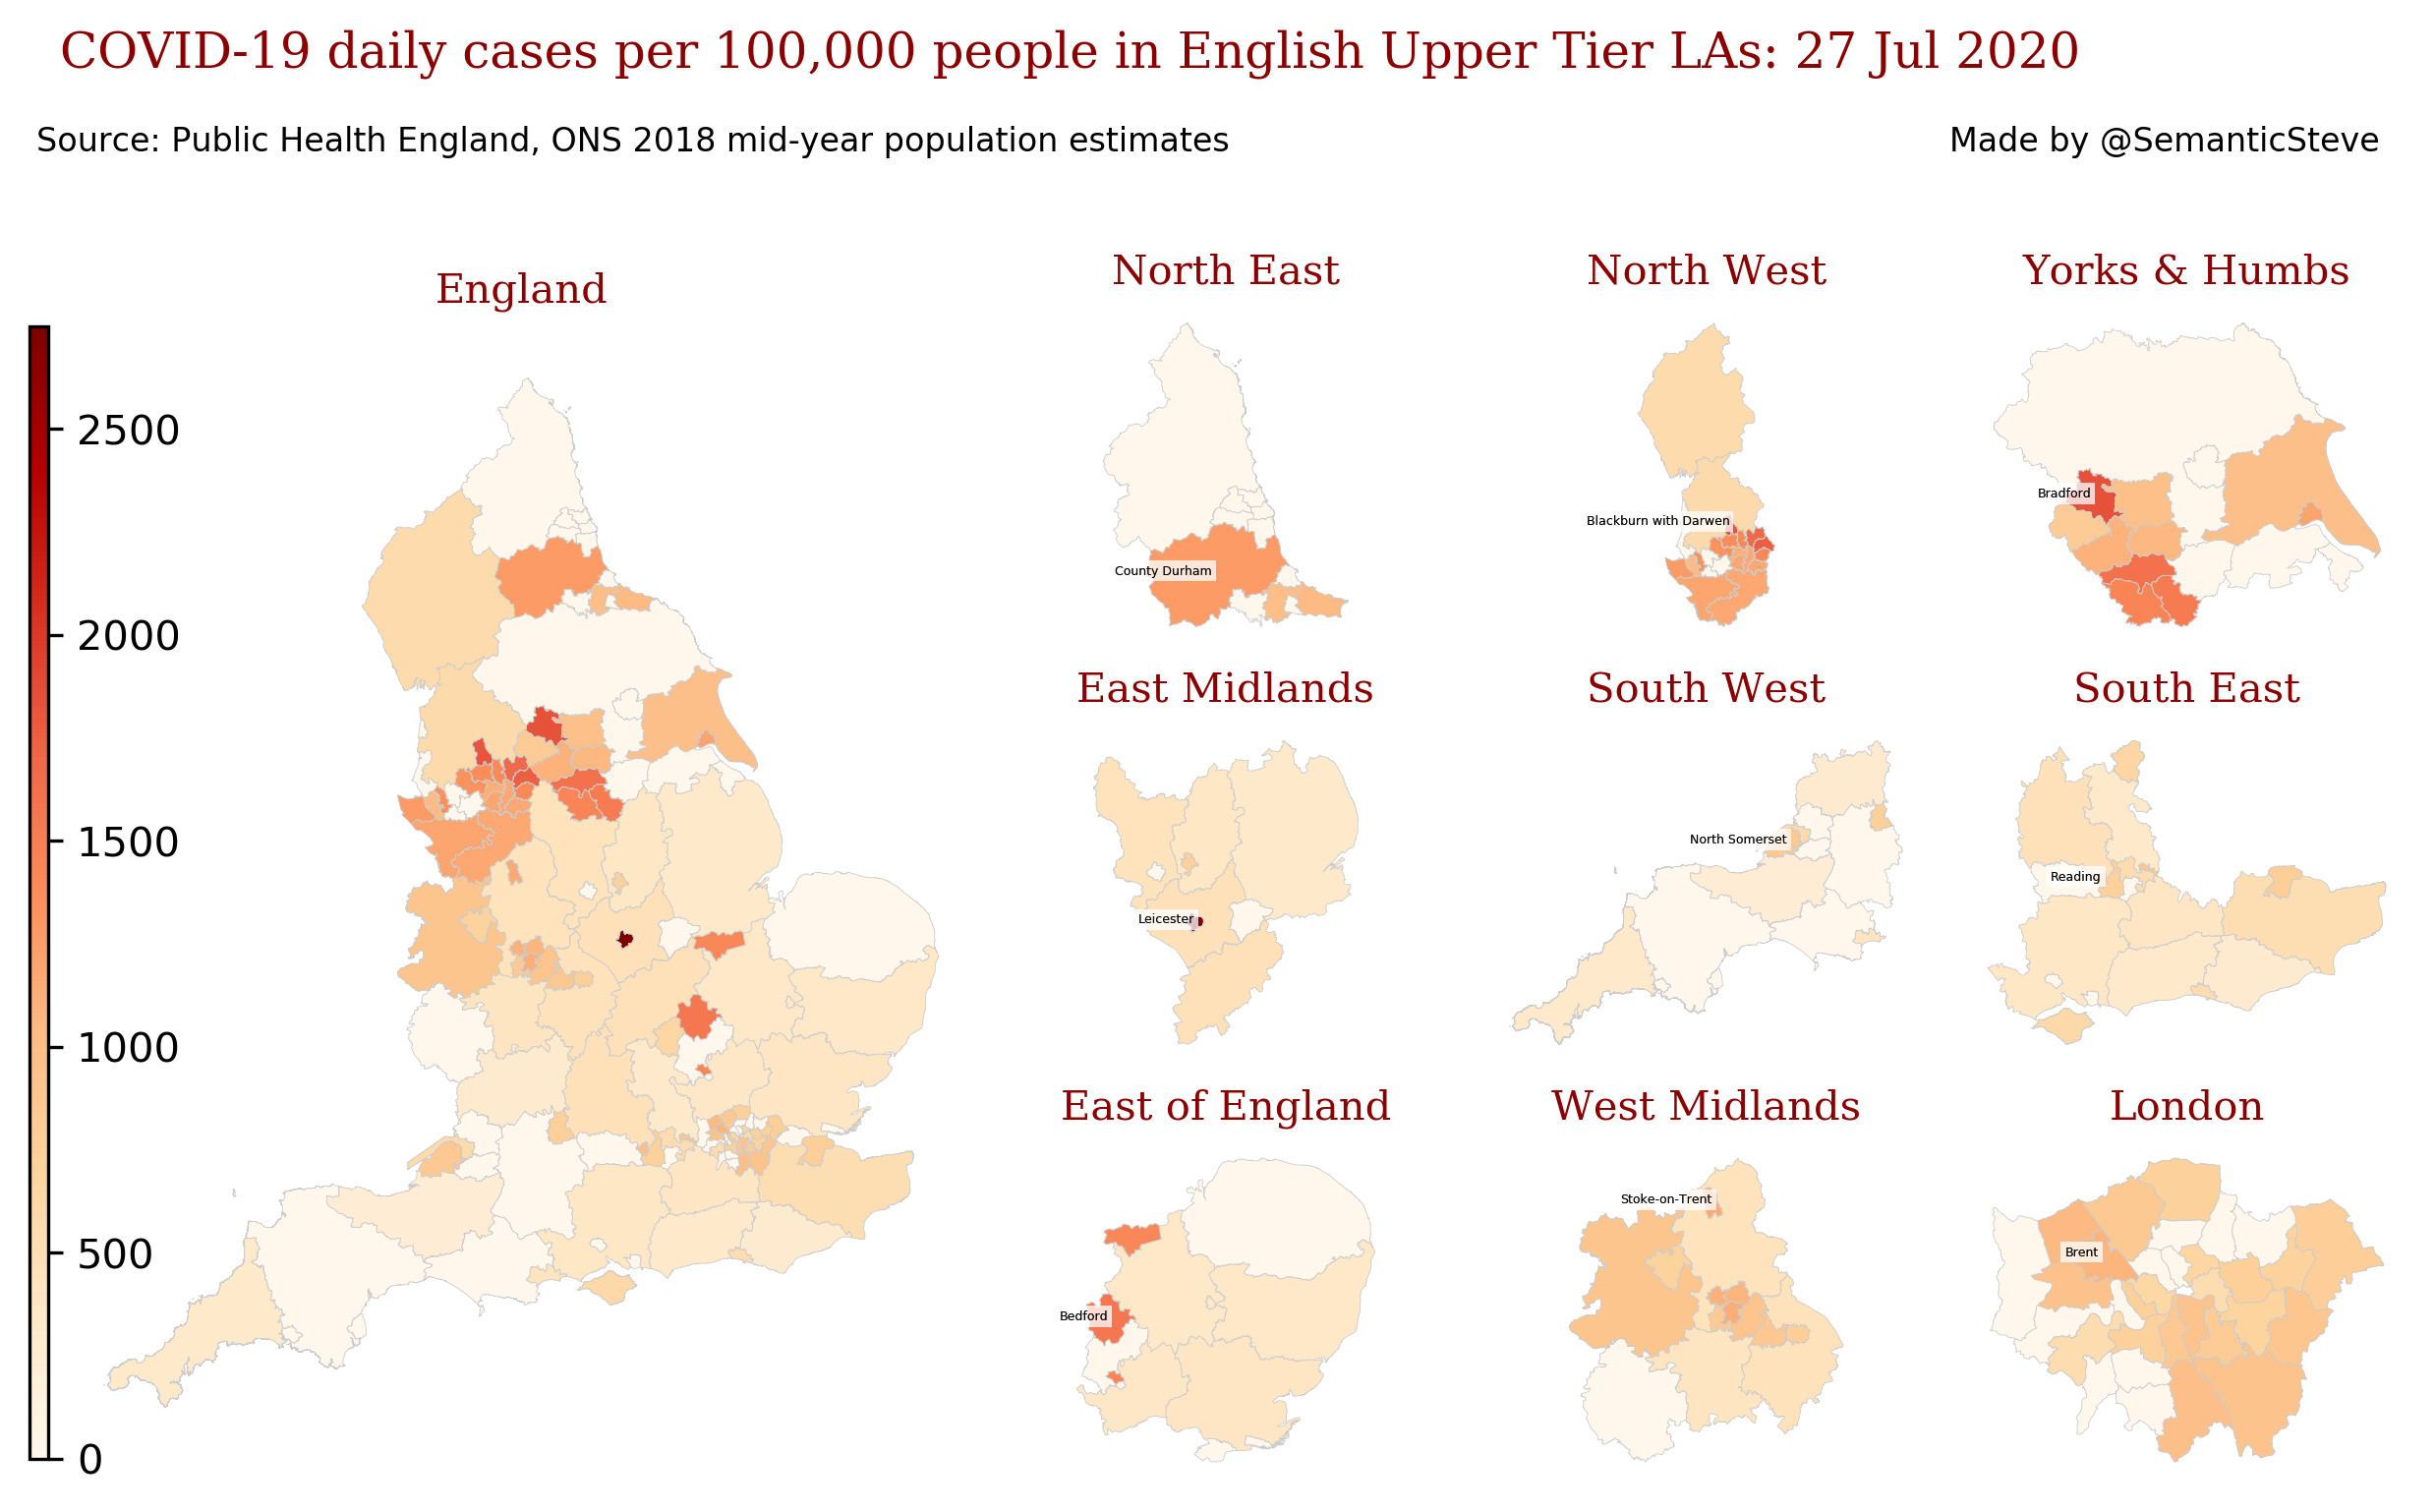 COVID-19 daily cases per 100,000 people in English Upper Tier LAs: 27 Jul 2020
Source: Public Health England, ONS 2018 mid-year population estimates
Made by @SemanticSteve
England
2500
2000
1500
1000
500
0
North East
County Durham
North West
Blackburn with Darwen
Yorks & Humbs
Bradford
East Midlands
Leicester
South West
North Somerset
South East
Reading
East of England
Bedford
West Midlands
Stoke-on-Trent
London
Brent